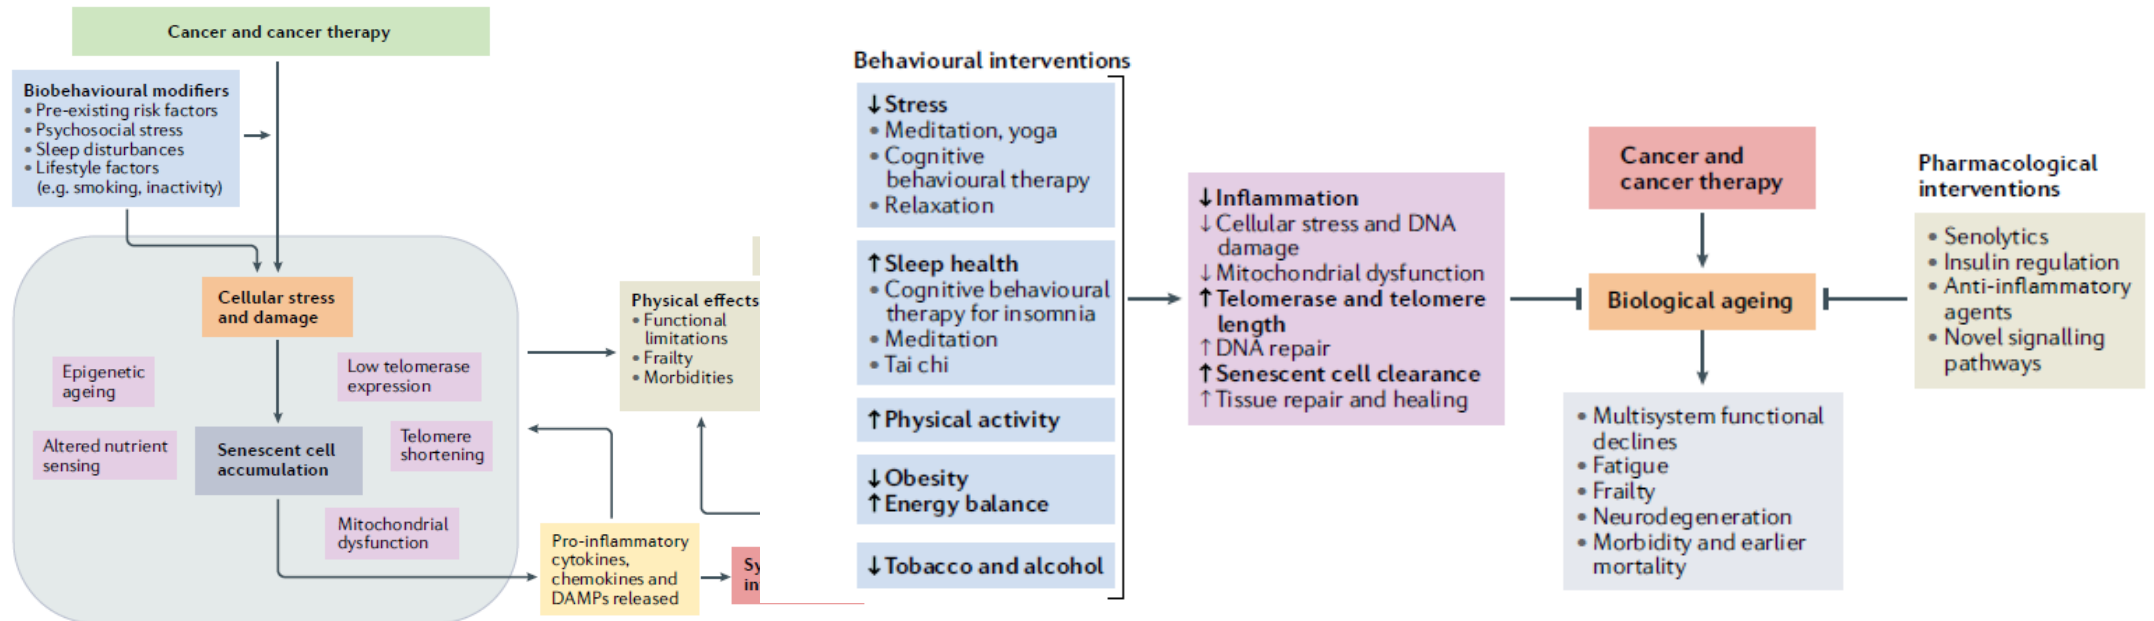 Cancer and cancer therapy
Biobehavioural modifiers
• Pre-existing risk factors
• Psychosocial stress
• Sleep disturbances
• Lifestyle factors
(e.g. smoking, inactivity)
Cellular stress
and damage
Epigenetic
ageing
Low telomerase
expression
Altered nutrient
sensing
Senescent cell
accumulation
Telomere
shortening
Mitochondrial
dysfunction
Physical effects
• Functional
limitations
• Frailty
• Morbidities
Pro-inflammatory
cytokines,
chemokines and
DAMPs released
Sy
in
Behavioural interventions
↓Stress
• Meditation, yoga
• Cognitive
behavioural therapy
• Relaxation
↑Sleep health
• Cognitive behavioural
therapy for insomnia
• Meditation
• Tai chi
↑Physical activity
↓Obesity
↑Energy balance
↓Tobacco and alcohol
↓Inflammation
↓Cellular stress and DNA
damage
↓Mitochondrial dysfunction
↑Telomerase and telomere
length
↑DNA repair
↑Senescent cell clearance
↑Tissue repair and healing
Cancer and
cancer therapy
Biological ageing
• Multisystem functional
declines
• Fatigue
• Frailty
• Neurodegeneration
• Morbidity and earlier
mortality
Pharmacological
interventions
• Senolytics
• Insulin regulation
• Anti-inflammatory
agents
• Novel signalling
pathways